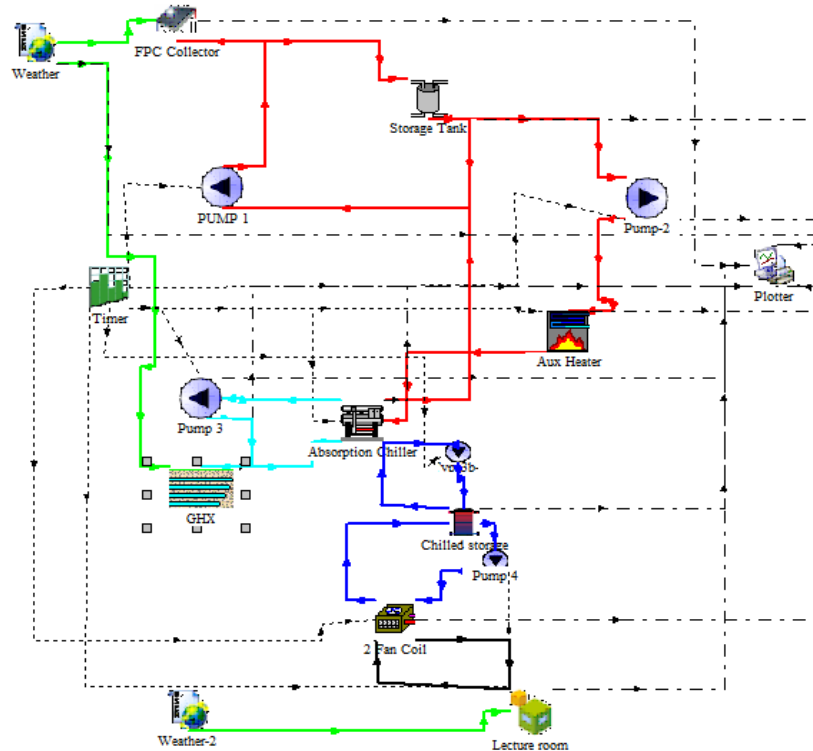 FPC Collector
Weather
Storage Tank
PUMP 1
Pump-2
Plotter
Timer
Aux Heater
Pump 3
Absorption Chiller
GHX
Chilled storage
Pump 4
2 Fan Coil
Weather-2
Lecture room